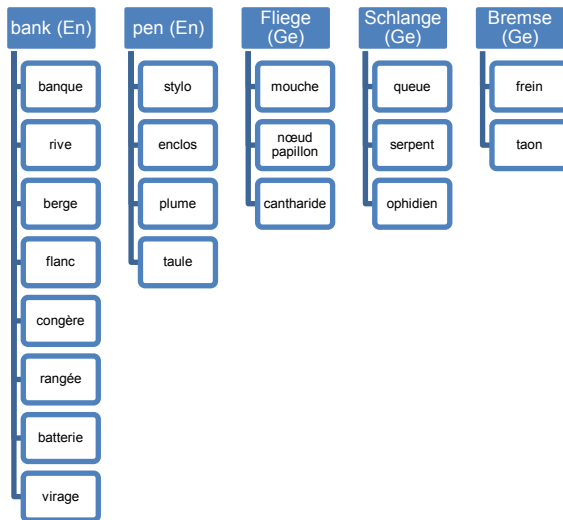 bank (En)
banque
rive
berge
flanc
congère
rangée
batterie
virage
pen (En)
stylo
enclos
plume
taule
Fliege
(Ge)
mouche
nœud
papillon
cantharide
Schlange
(Ge)
queue
serpent
ophidien
Bremse
(Ge)
frein
taon